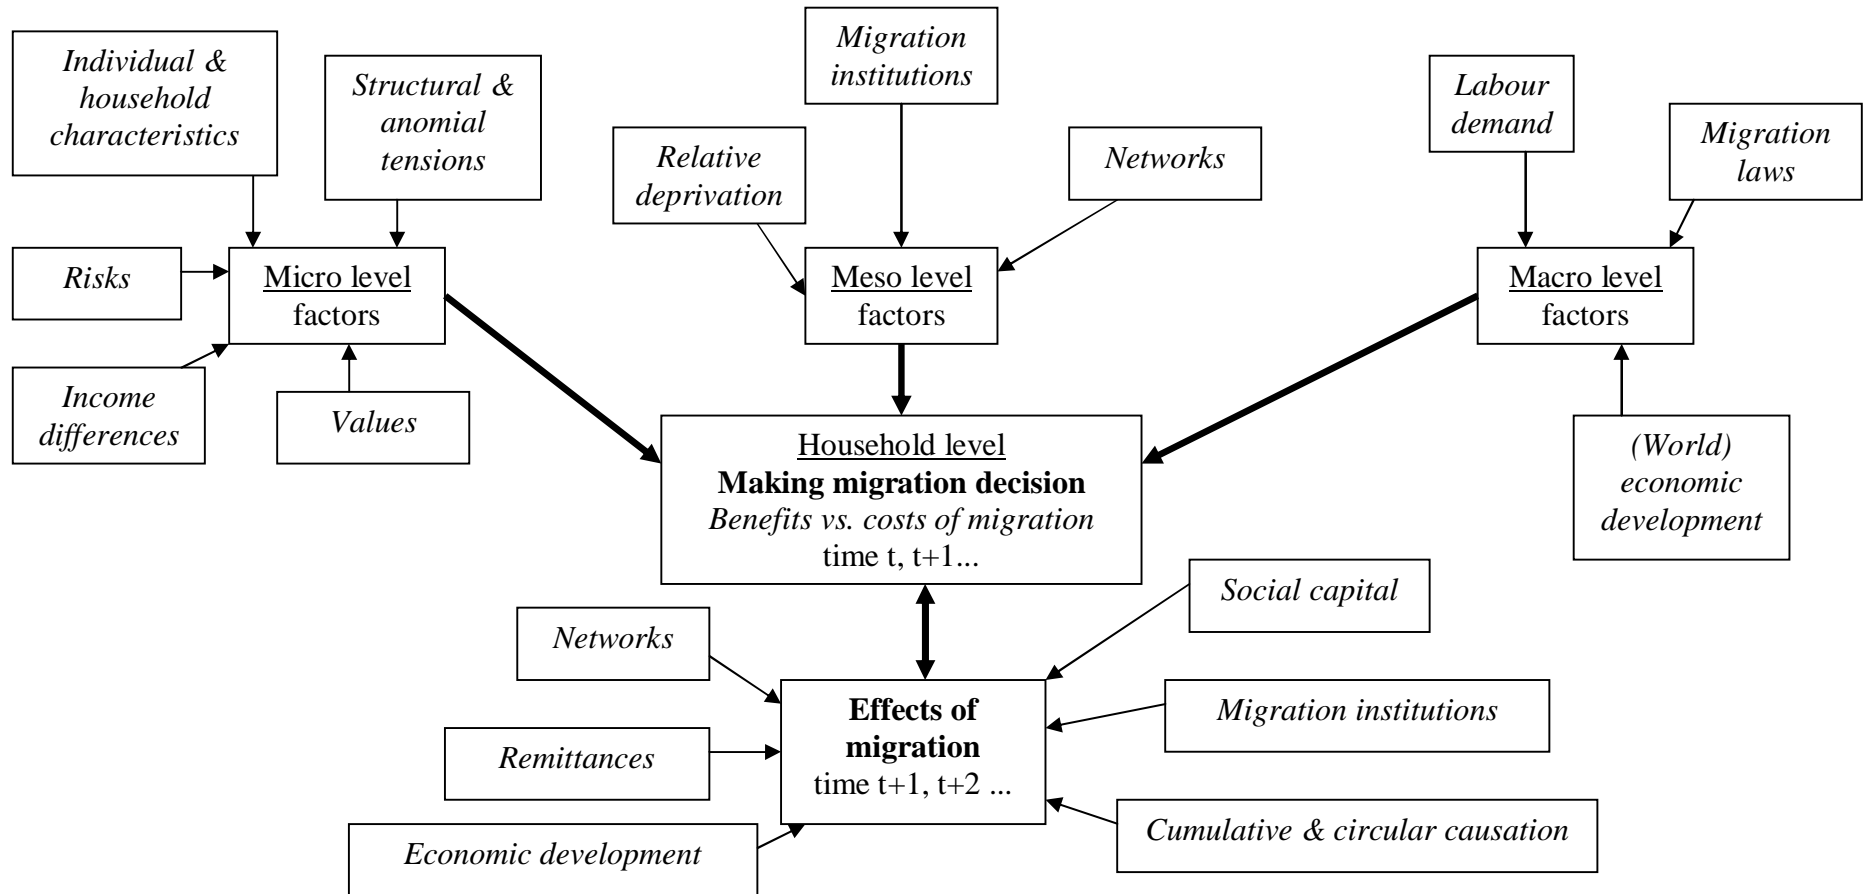 Individual &
household
characteristics
Structural &
anomial
tensions
Migration
institutions
Relative
deprivation
Networks
Labour
demand
Migration
laws
Risks
Micro level
factors
Meso level
factors
Macro level
factors
Income
differences
Values
Household level
Making migration decision
Benefits vs. costs of migration
time t, t+1...
(World)
economic
development
Social capital
Networks
Effects of
migration
time t+1, t+2 ...
Migration institutions
Remittances
Cumulative & circular causation
Economic development